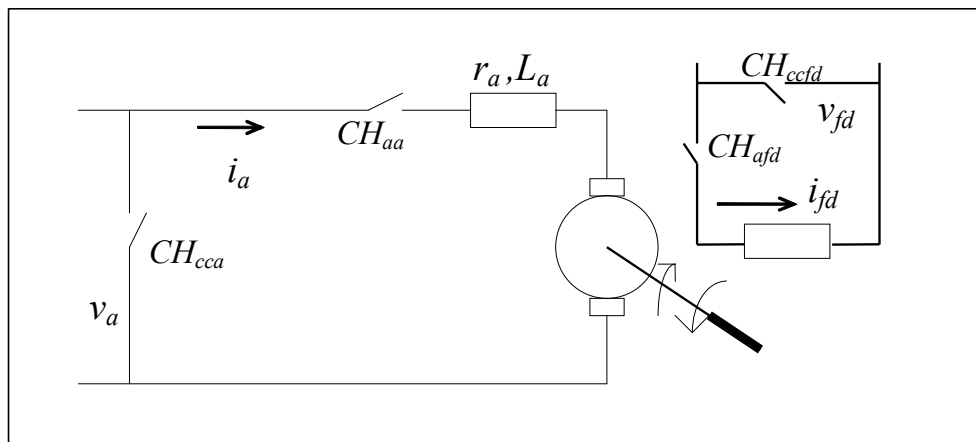 r_a,L_a
CH_aa
i_a
CH_cca
v_a
CH_ccfd
v_fd
CH_afd
i_fd